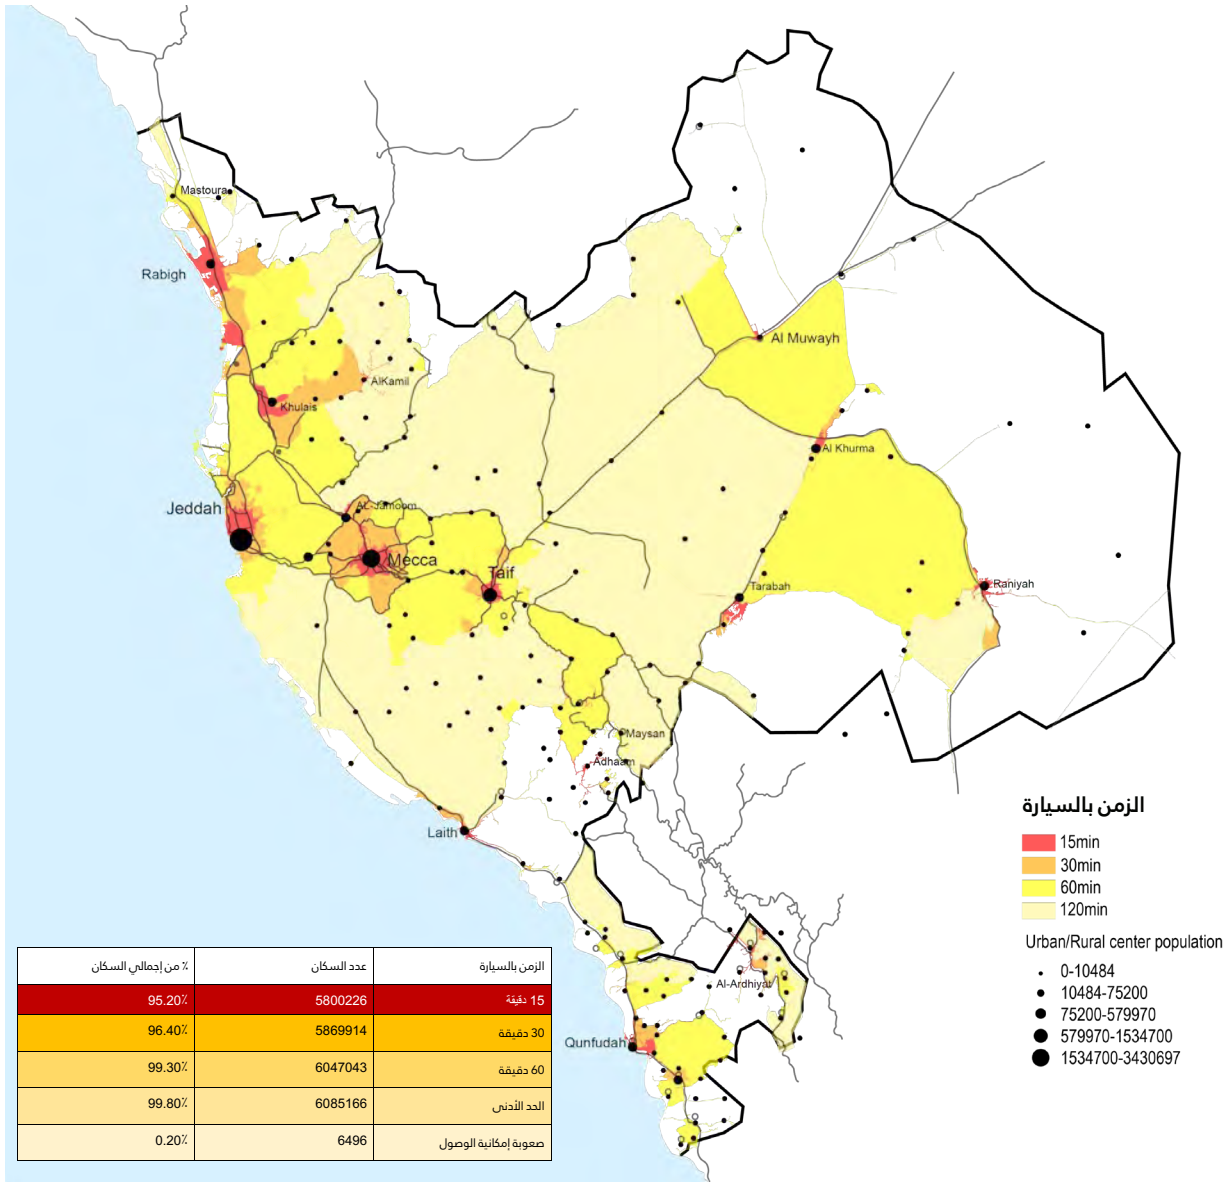 Mastoura
Rabigh
AlKamil
Khulais
Al Muwayh
Al Khurma
Jeddah
AL-Jamoom
Mecca
Taif
Tarabah
Raniyah
Maysan
Adhaam
Laith
Al-Ardhiyat
Qunfudah
الزمن بالسيارة
15min
30min
60min
120min
Urban/Rural center population
0-10484
10484-75200
75200-579970
579970-1534700
1534700-3430697
الزمن بالسيارة عدد السكان ٪ من إجمالي السكان
15 دقيقة 5800226 95.20٪
30 دقيقة 5869914 96.40٪
60 دقيقة 6047043 99.30٪
الحد الأدنى 6085166 99.80٪
صعوبة إمكانية الوصول 6496 0.20٪